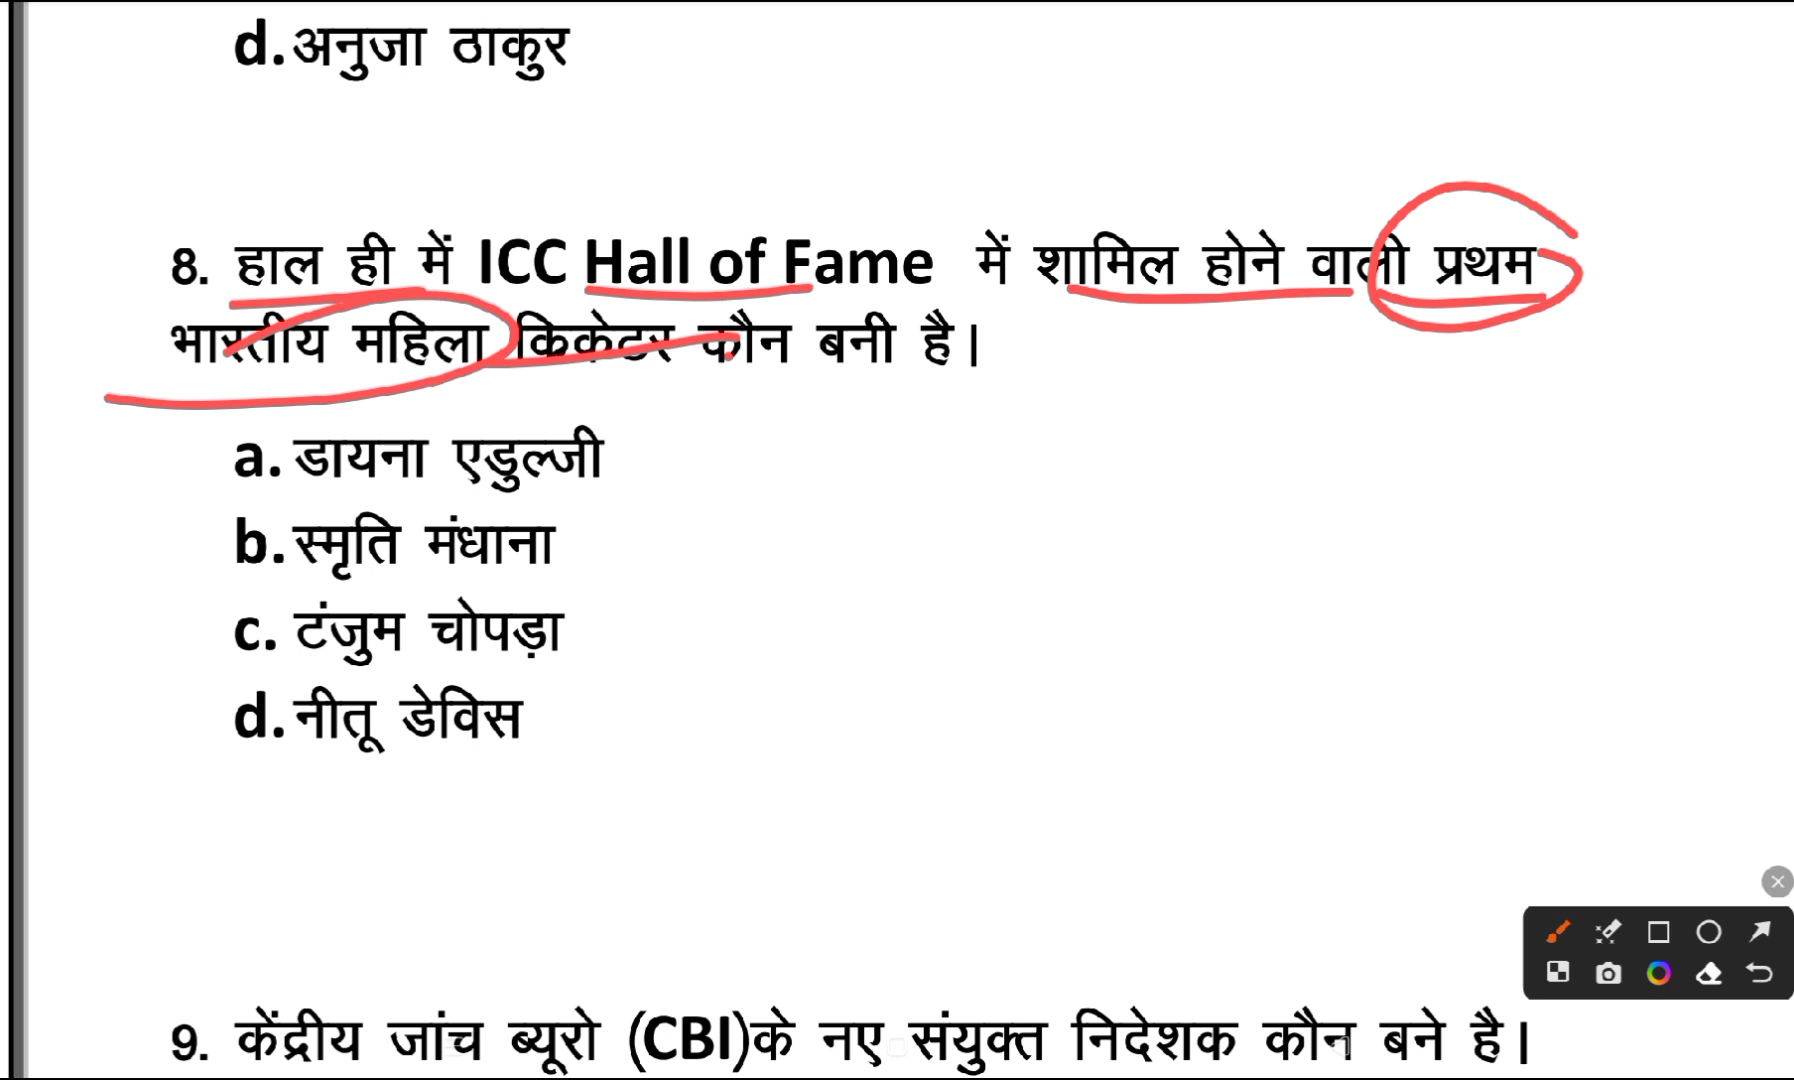 d. अनुजा ठाकुर
8. हाल ही में ICC Hall of Fame में शामिल होने वाली प्रथम
भारतीय महिला क्रिकेटर कौन बनी है।
a. डायना एडुल्जी
b. स्मृति मंधाना
c. टंजुम चोपड़ा
d. नीतू डेविस
9. केंद्रीय जांच ब्यूरो (CBI)के नए संयुक्त निदेशक कौन बने है।